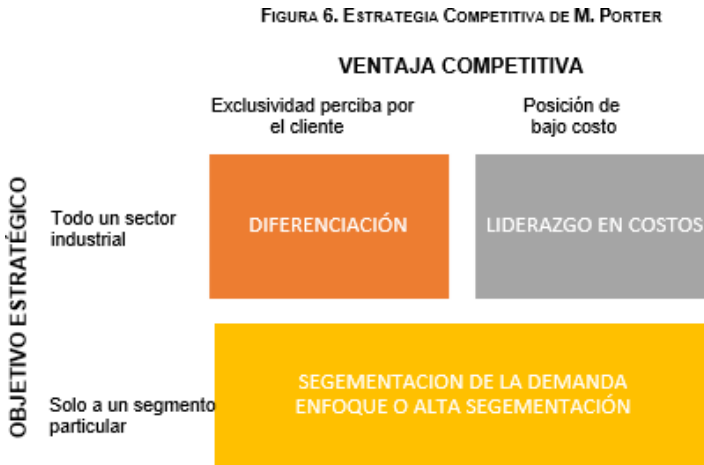 FIGURA 6. ESTRATEGIA COMPETITIVA DE M. PORTER
VENTAJA COMPETITIVA
Exclusividad perciba por
el cliente
Posición de
bajo costo
OBJETIVO ESTRATÉGICO
Todo un sector
industrial
DIFERENCIACIÓN
LIDERAZGO EN COSTOS
Solo a un segmento
particular
SEGEMENTACION DE LA DEMANDA
ENFOQUE O ALTA SEGEMENTACIÓN